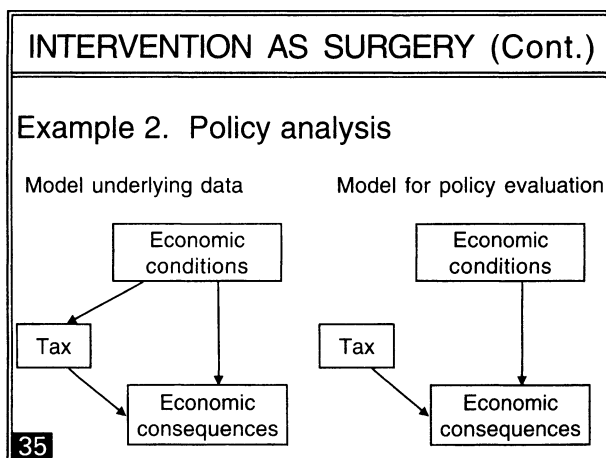 INTERVENTION AS SURGERY (Cont.)
Example 2. Policy analysis
Model underlying data
Economic
conditions
Tax
Economic
consequences
Model for policy evaluation
Economic
conditions
Tax
Economic
consequences
35